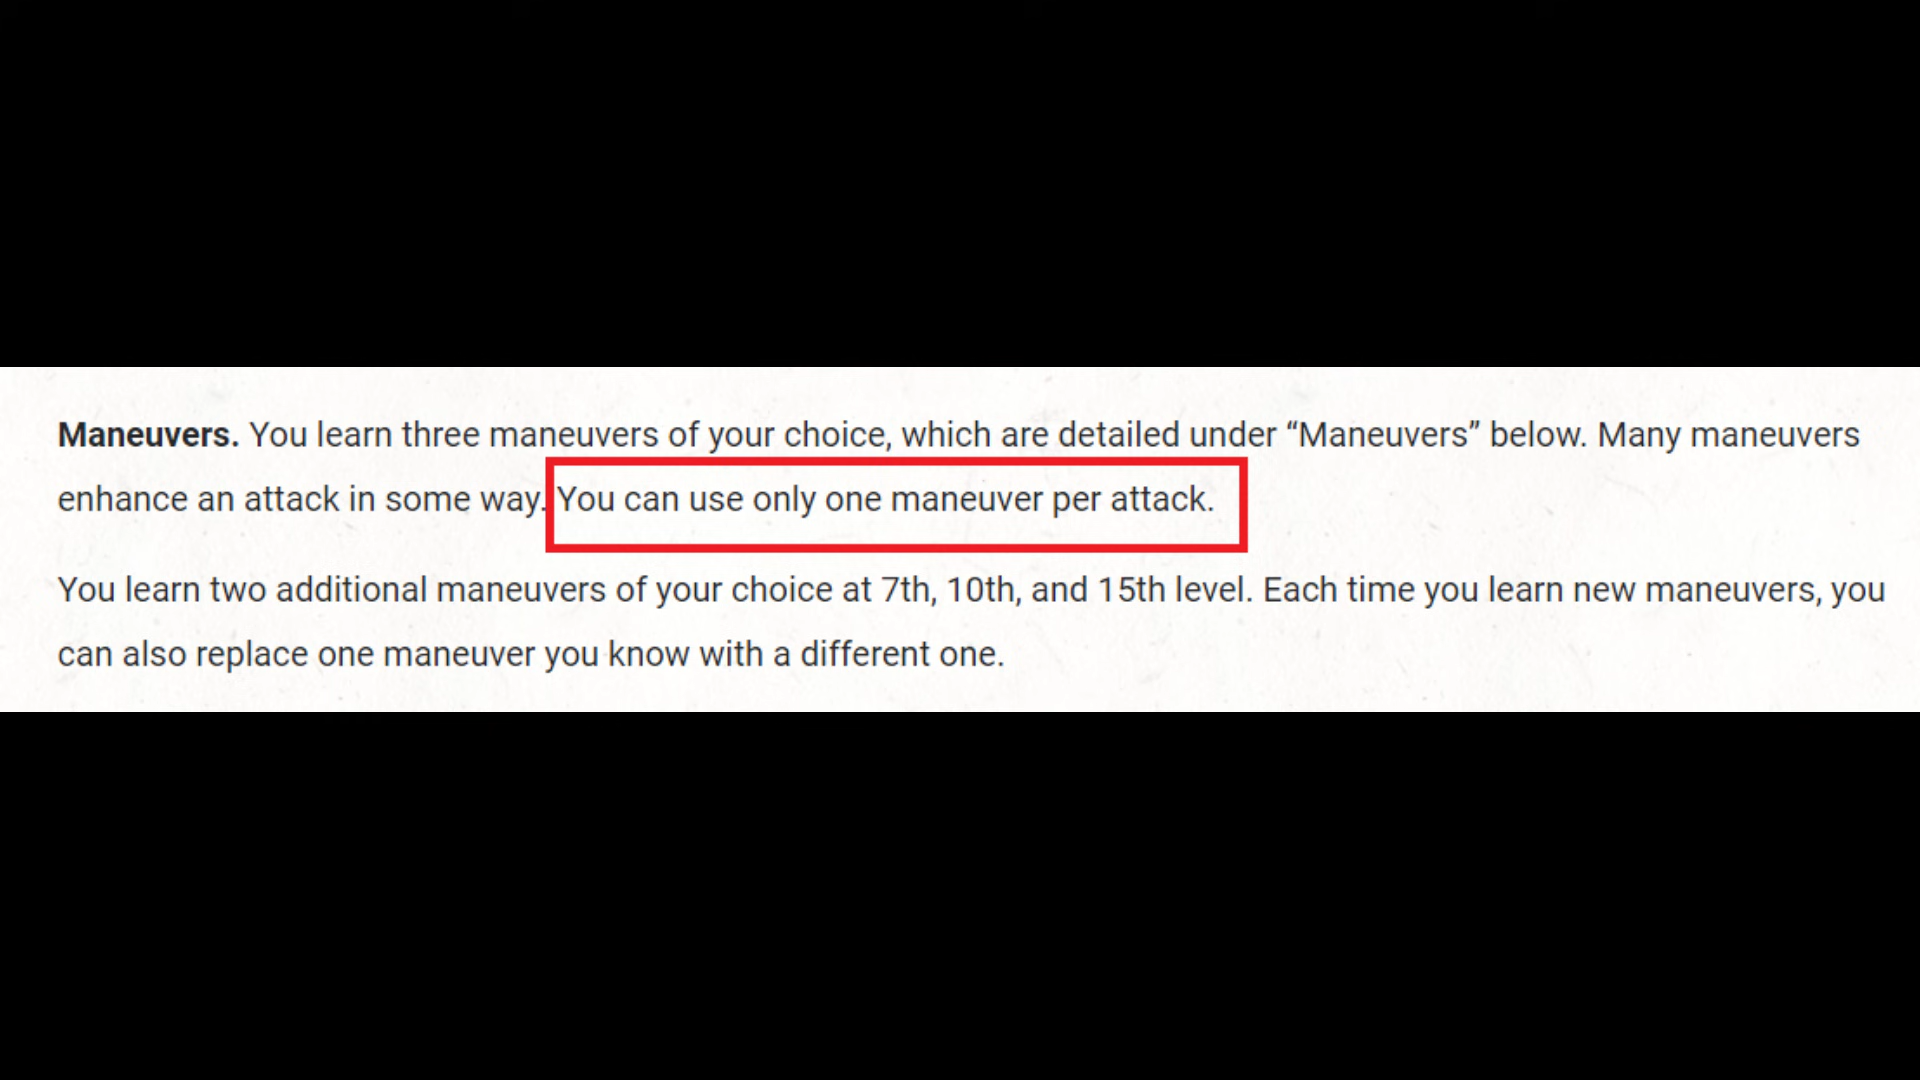 Maneuvers. You learn three maneuvers of your choice, which are detailed under “Maneuvers” below. Many maneuvers
enhance an attack in some way. You can use only one maneuver per attack.
You learn two additional maneuvers of your choice at 7th, 10th, and 15th level. Each time you learn new maneuvers, you
can also replace one maneuver you know with a different one.